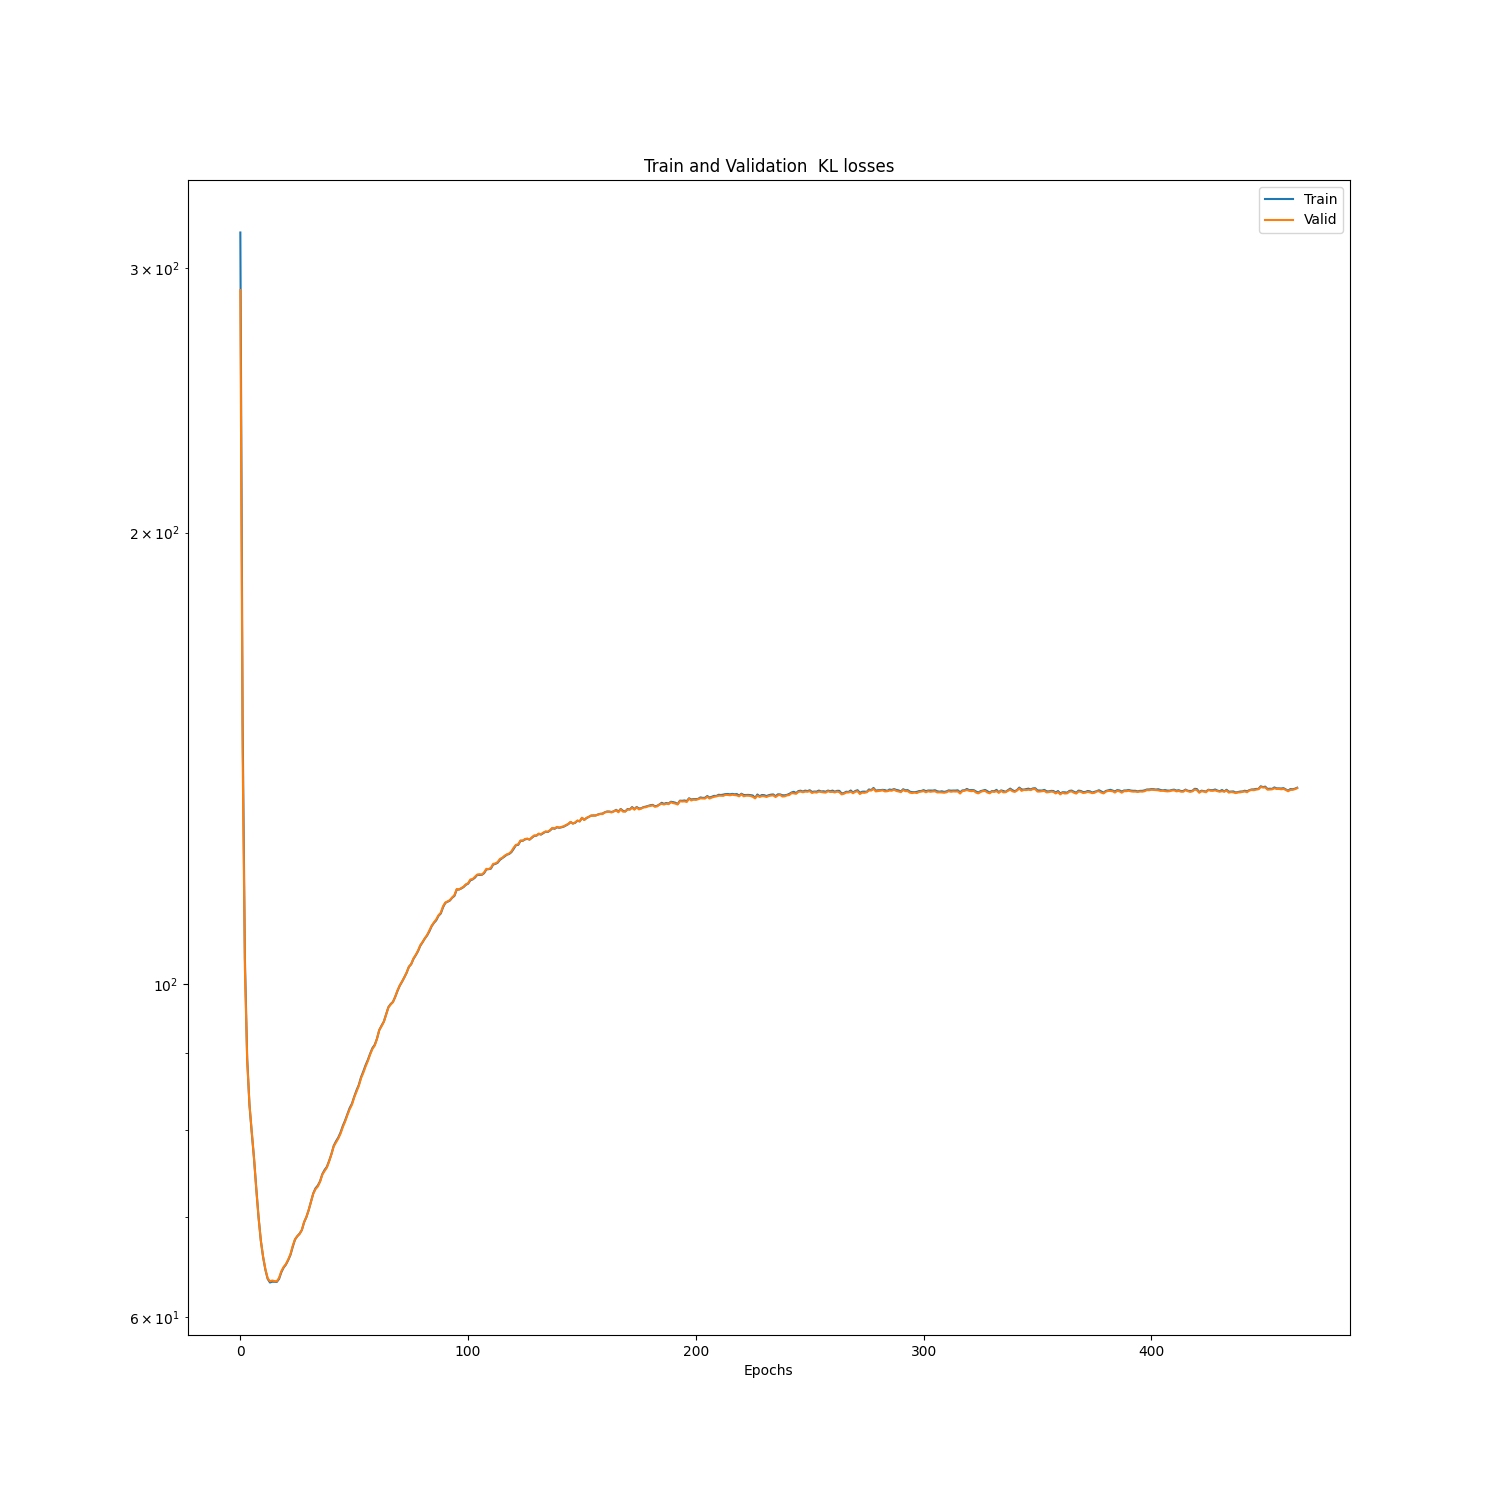 Train and Validation  KL losses
Train
Valid
3 × 10²
2 × 10²
10²
6 × 10¹
0 100 200 300 400
Epochs